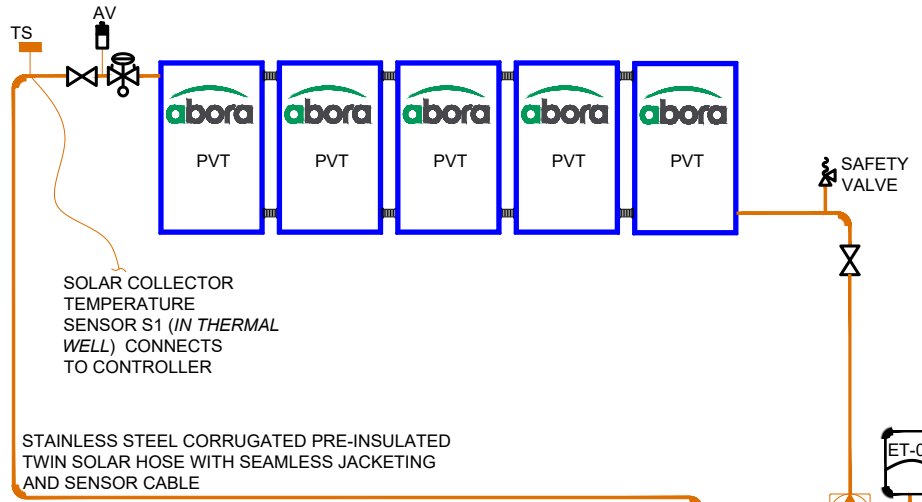 AV
TS
abora
abora
abora
abora
abora
PVT
PVT
PVT
PVT
PVT
SAFETY
VALVE
SOLAR COLLECTOR
TEMPERATURE
SENSOR S1 (IN THERMAL
WELL) CONNECTS
TO CONTROLLER
STAINLESS STEEL CORRUGATED PRE-INSULATED
TWIN SOLAR HOSE WITH SEAMLESS JACKETING
AND SENSOR CABLE